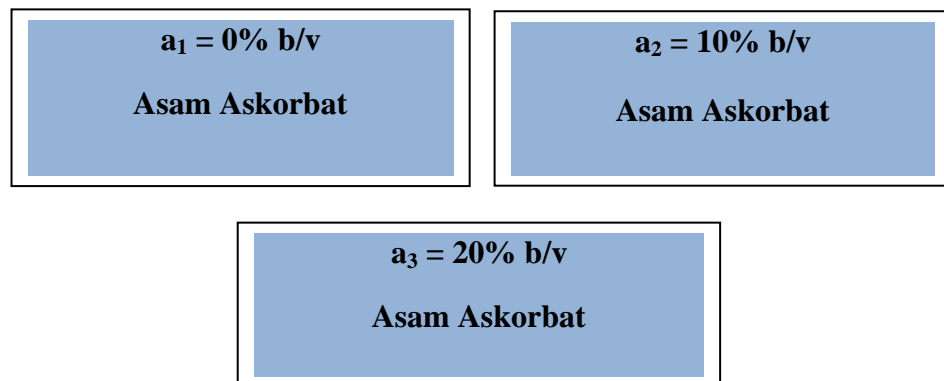 a₁ = 0% b/v
Asam Askorbat
a₂ = 10% b/v
Asam Askorbat
a₃ = 20% b/v
Asam Askorbat